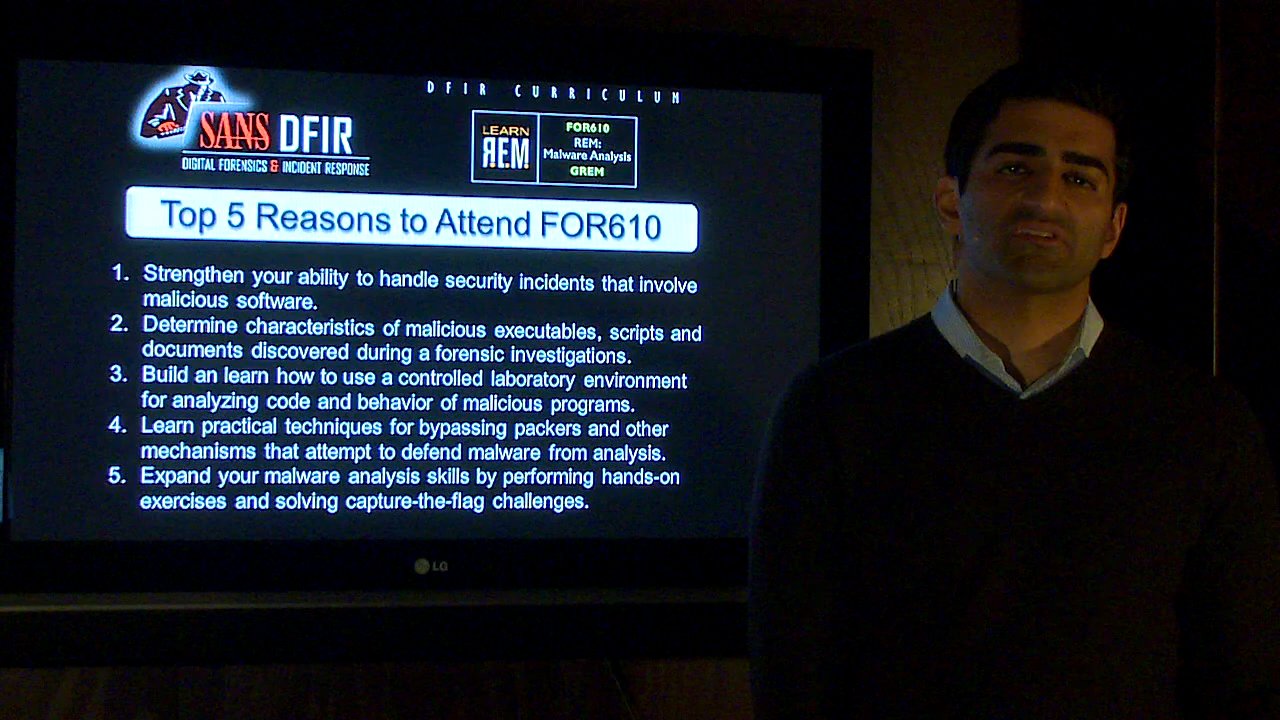 DFIR CURRICULUM
SANS DFIR
DIGITAL FORENSICS & INCIDENT RESPONSE
LEARN
R.E.M
FOR610
REM:
Malware Analysis
GREM
Top 5 Reasons to Attend FOR610
1. Strengthen your ability to handle security incidents that involve
malicious software.
2. Determine characteristics of malicious executables, scripts and
documents discovered during a forensic investigations.
3. Build an learn how to use a controlled laboratory environment
for analyzing code and behavior of malicious programs.
4. Learn practical techniques for bypassing packers and other
mechanisms that attempt to defend malware from analysis.
5. Expand your malware analysis skills by performing hands-on
exercises and solving capture-the-flag challenges.
LG